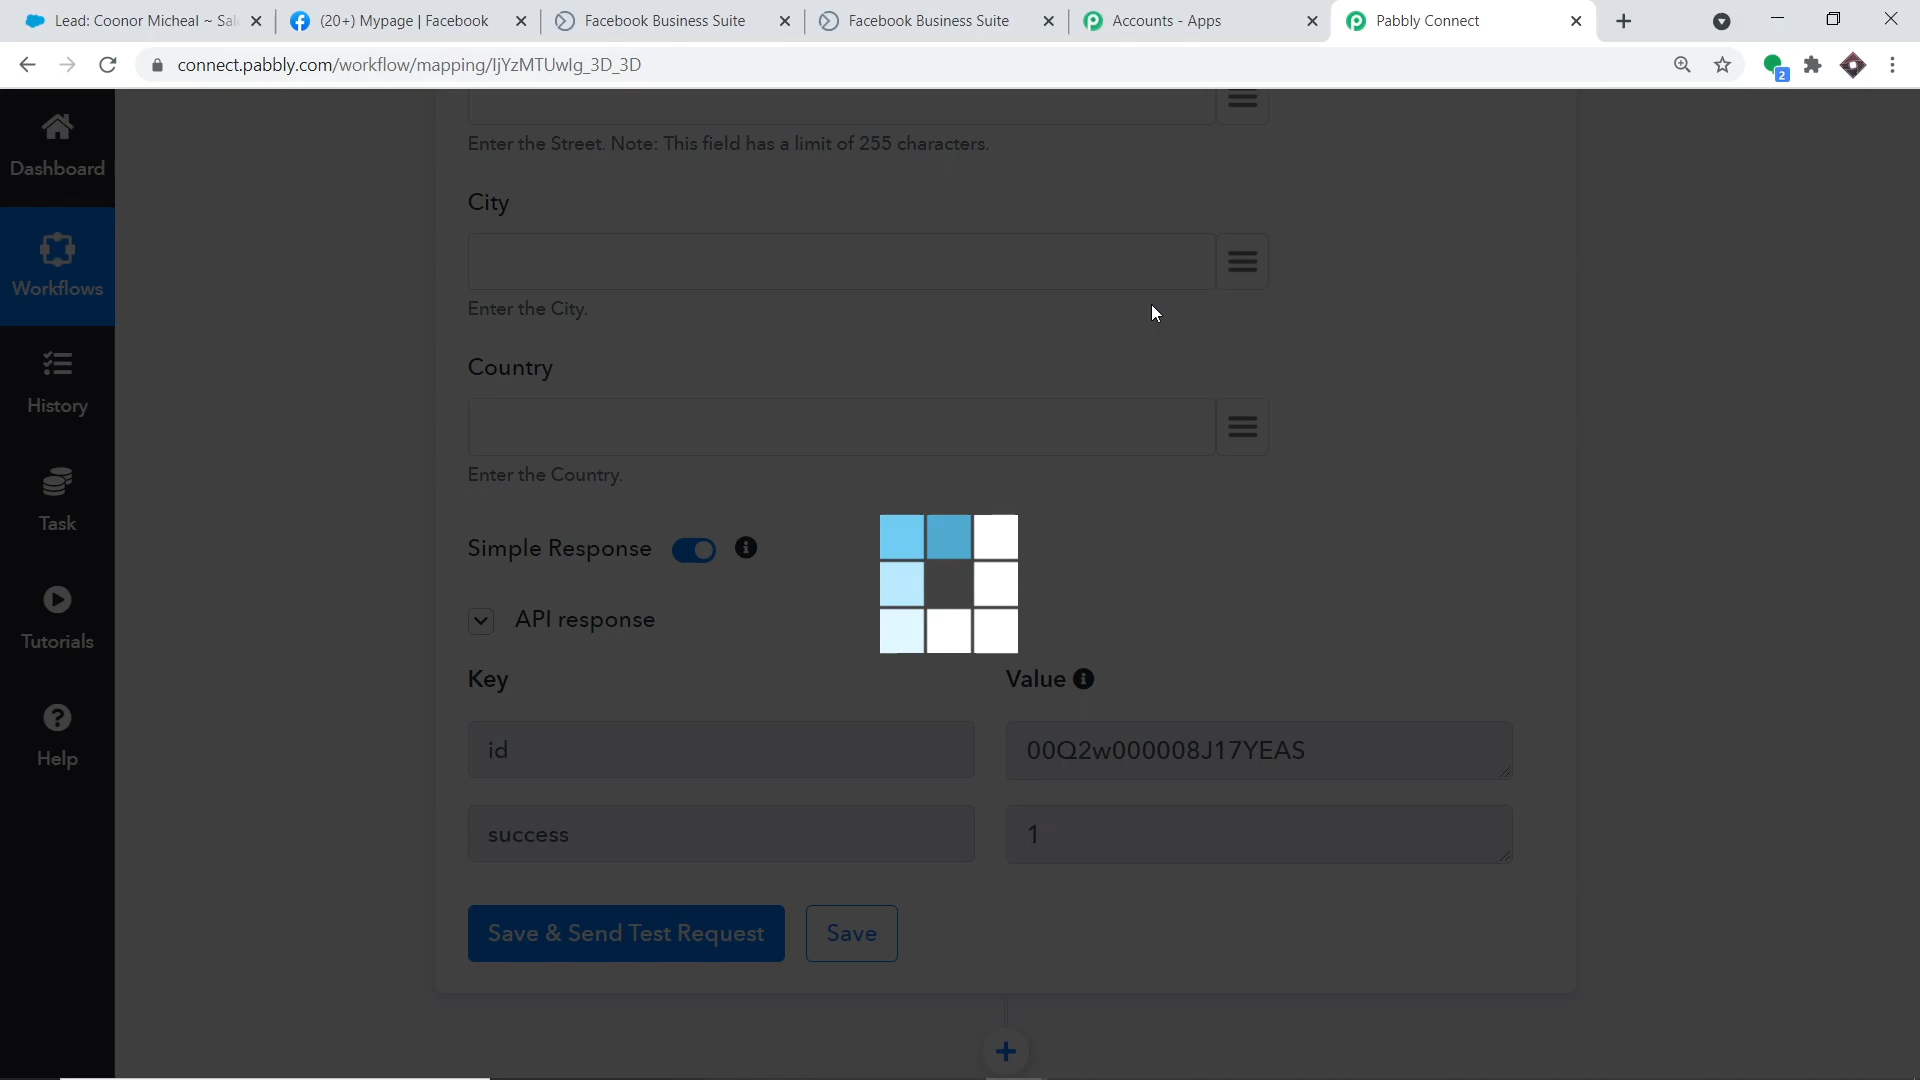 Lead: Coonor Micheal ~ Sal
(20+) Mypage | Facebook
Facebook Business Suite
Facebook Business Suite
Accounts - Apps
Pabbly Connect
connect.pabbly.com/workflow/mapping/IjYzMTUwIg_3D_3D
2
Dashboard
Workflows
History
Task
Tutorials
Help
Enter the Street. Note: This field has a limit of 255 characters.
City
Enter the City.
Country
Enter the Country.
Simple Response
API response
Key
Value
id
00Q2w000008J17YEAS
success
1
Save & Send Test Request
Save